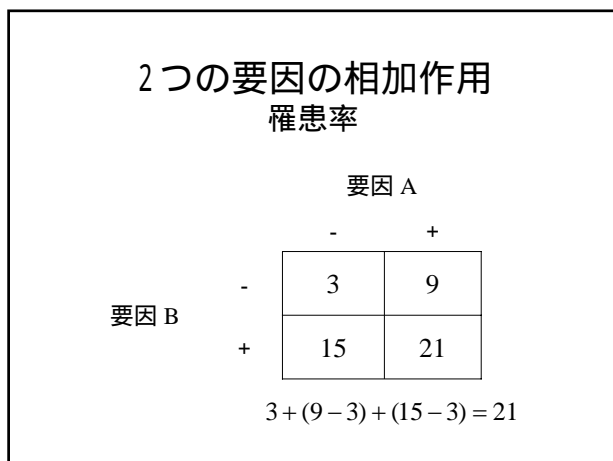 2つの要因の相加作用
罹患率
要因 A
- +
- 3 9
要因 B
+ 15 21
3+(9−3)+(15−3)=21